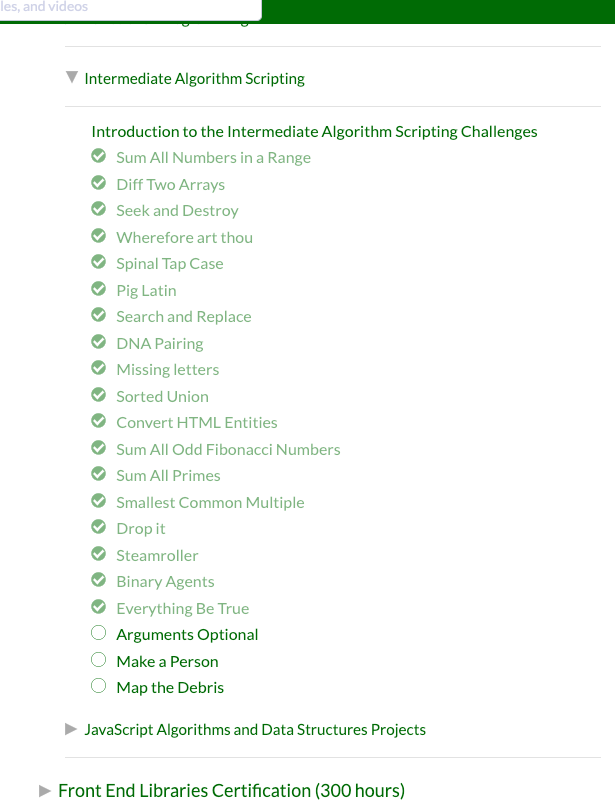 les, and videos
Intermediate Algorithm Scripting
Introduction to the Intermediate Algorithm Scripting Challenges
Sum All Numbers in a Range
Diff Two Arrays
Seek and Destroy
Wherefore art thou
Spinal Tap Case
Pig Latin
Search and Replace
DNA Pairing
Missing letters
Sorted Union
Convert HTML Entities
Sum All Odd Fibonacci Numbers
Sum All Primes
Smallest Common Multiple
Drop it
Steamroller
Binary Agents
Everything Be True
Arguments Optional
Make a Person
Map the Debris
JavaScript Algorithms and Data Structures Projects
Front End Libraries Certification (300 hours)